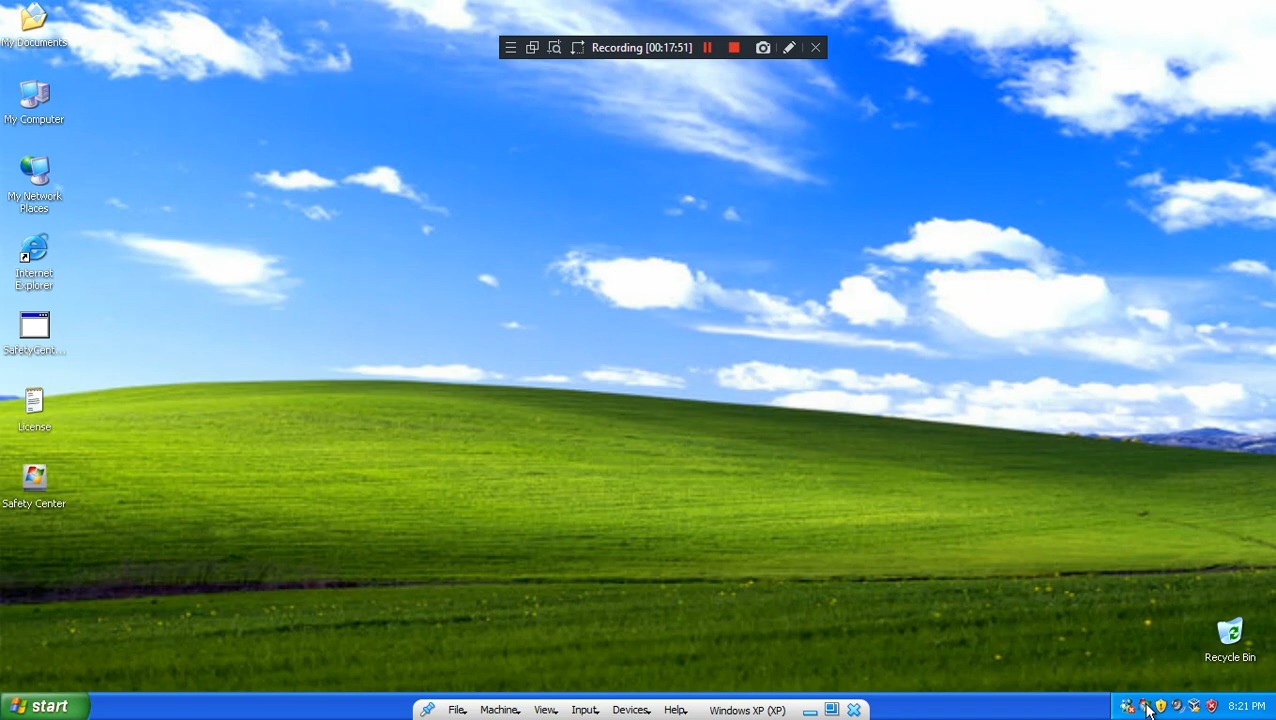 Recording [00:17:51]
My Documents
My Computer
My Network
Places
Internet
Explorer
SafetyCent...
License
Safety Center
Recycle Bin
start
File
Machine
View
Input
Devices
Help
Windows XP (XP)
8:21 PM